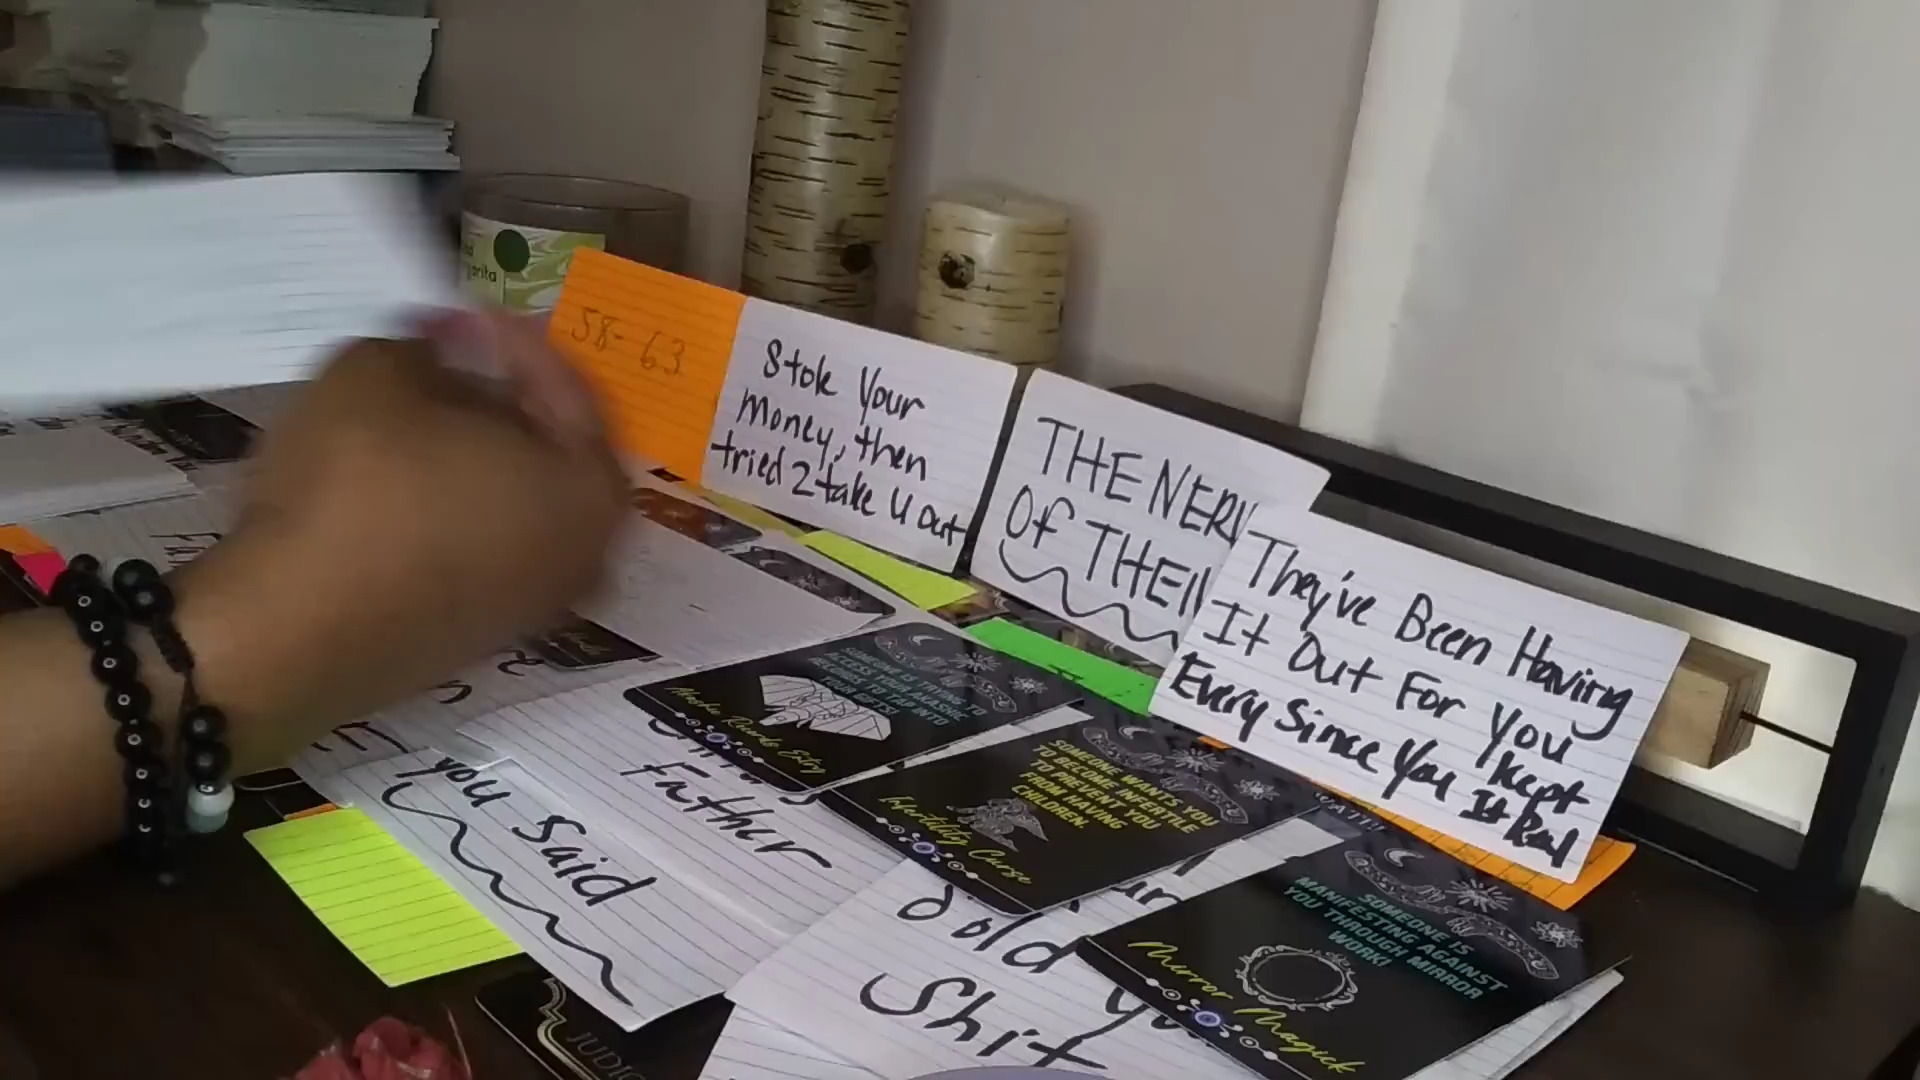 58-63
Stole Your
Money, then
tried 2 take U out
THE NERV
Of THEI
They've Been Having
It Out For You
Every Since You kept
It Real
SOMEONE IS TRYING TO
ACCESS YOUR AKASHIC
RECORDS TO TAP INTO
YOUR GIFTS!
Akashic Records Entry
SOMEONE WANTS YOU
TO BECOME INFERTILE
TO PREVENT YOU
FROM HAVING
CHILDREN.
Infertility Curse
SOMEONE IS
MANIFESTING AGAINST
YOU THROUGH MIRROR
WORK!
Mirror Magick
Father
you Said
Sold
Shit
JUDIC